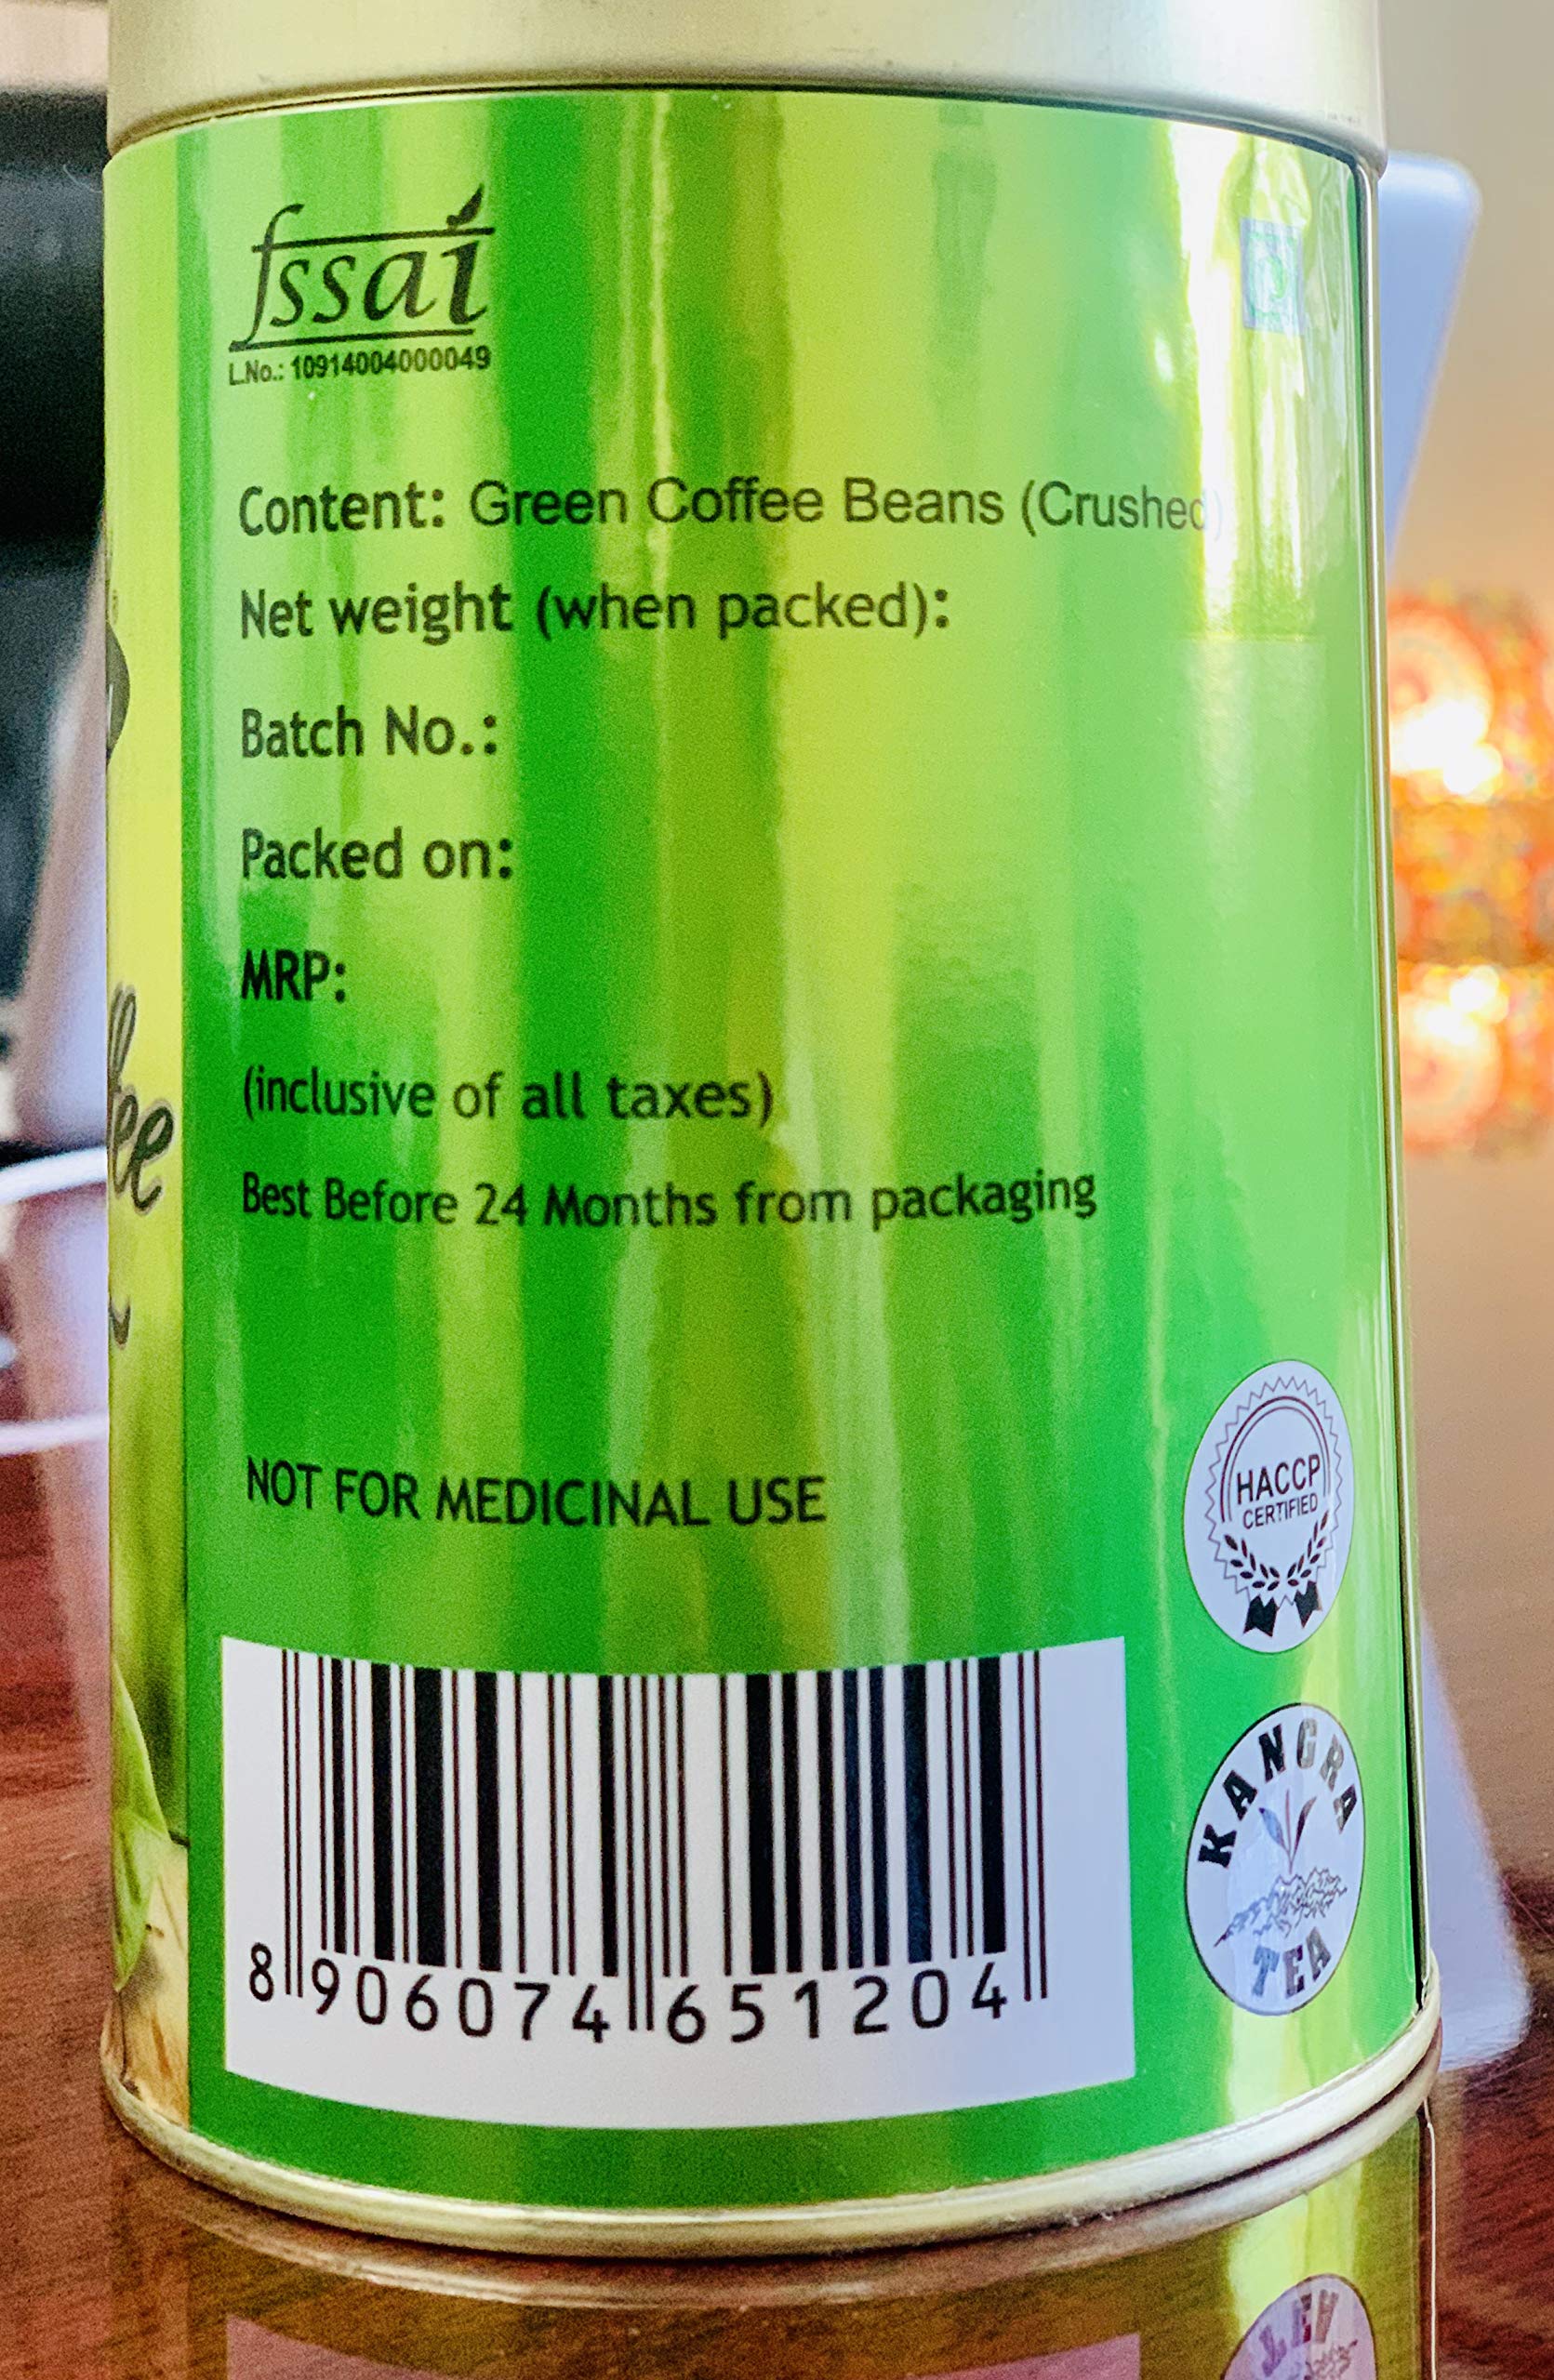 fssai
L.No.: 10914004000049
Content: Green Coffee Beans (Crushed)
Net weight (when packed):
Batch No.:
Packed on:
MRP:
(inclusive of all taxes)
Best Before 24 Months from packaging
NOT FOR MEDICINAL USE
HACCP
CERTIFIED
KANGRA
TEA
8 906074 651204